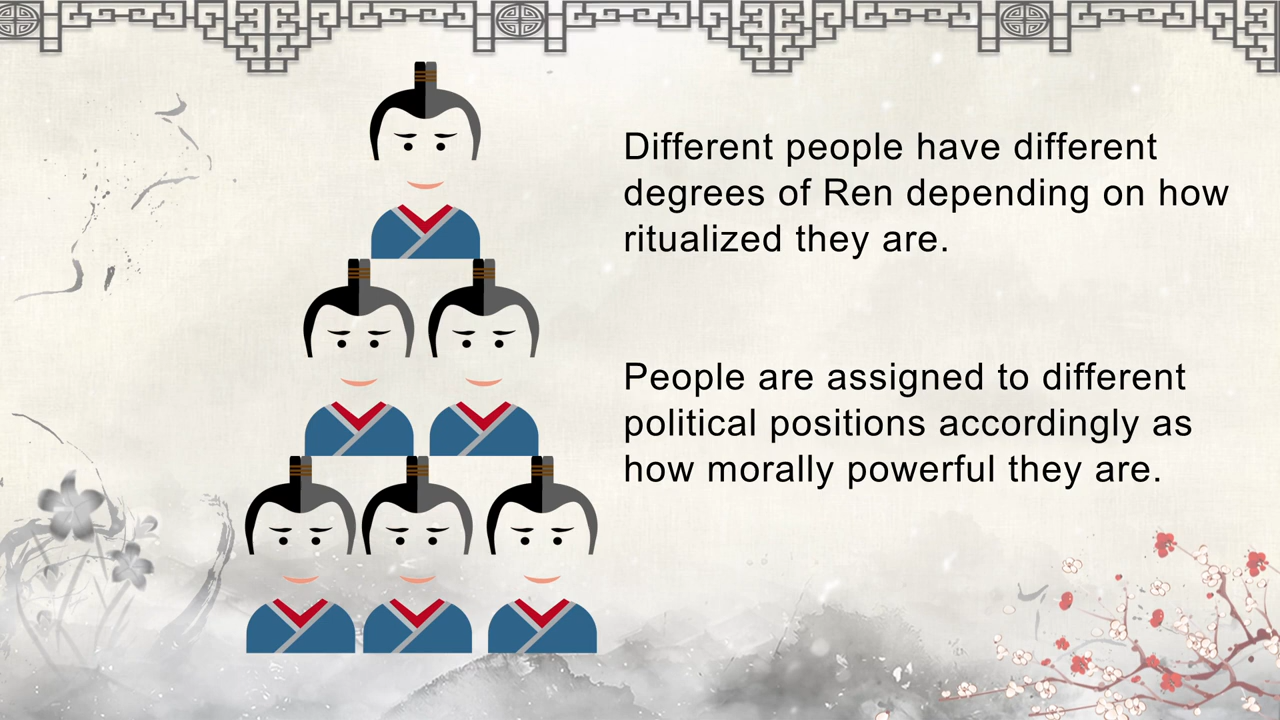 Different people have different
degrees of Ren depending on how
ritualized they are.
People are assigned to different
political positions accordingly as
how morally powerful they are.